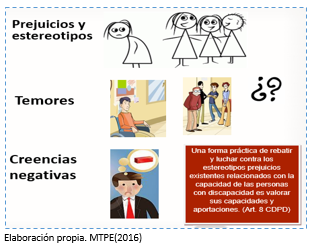 Prejuicios y
estereotipos
Temores
¿?
Creencias
negativas
Una forma práctica de rebatir
y luchar contra los
estereotipos prejuicios
existentes relacionados con la
capacidad de las personas
con discapacidad es valorar
sus capacidades y
aportaciones. (Art. 8 CDPD)
Elaboración propia. MTPE(2016)